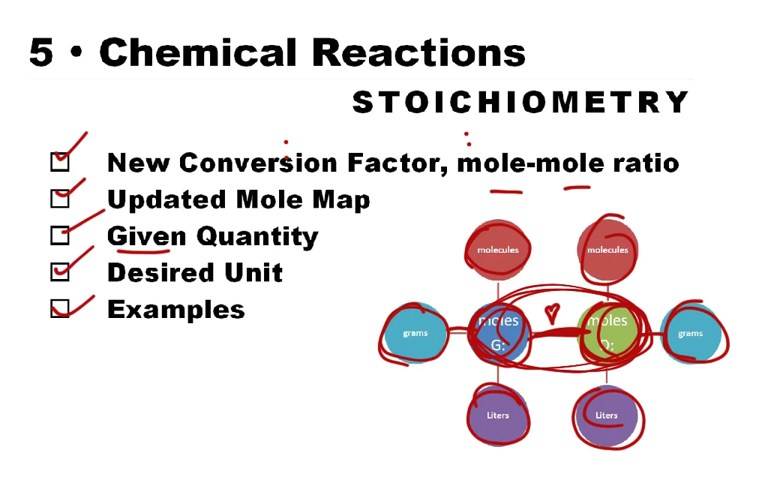 5 • Chemical Reactions
STOICHIOMETRY
New Conversion Factor, mole-mole ratio
Updated Mole Map
Given Quantity
Desired Unit
Examples
molecules molecules
grams moles G: moles D: grams
Liters Liters